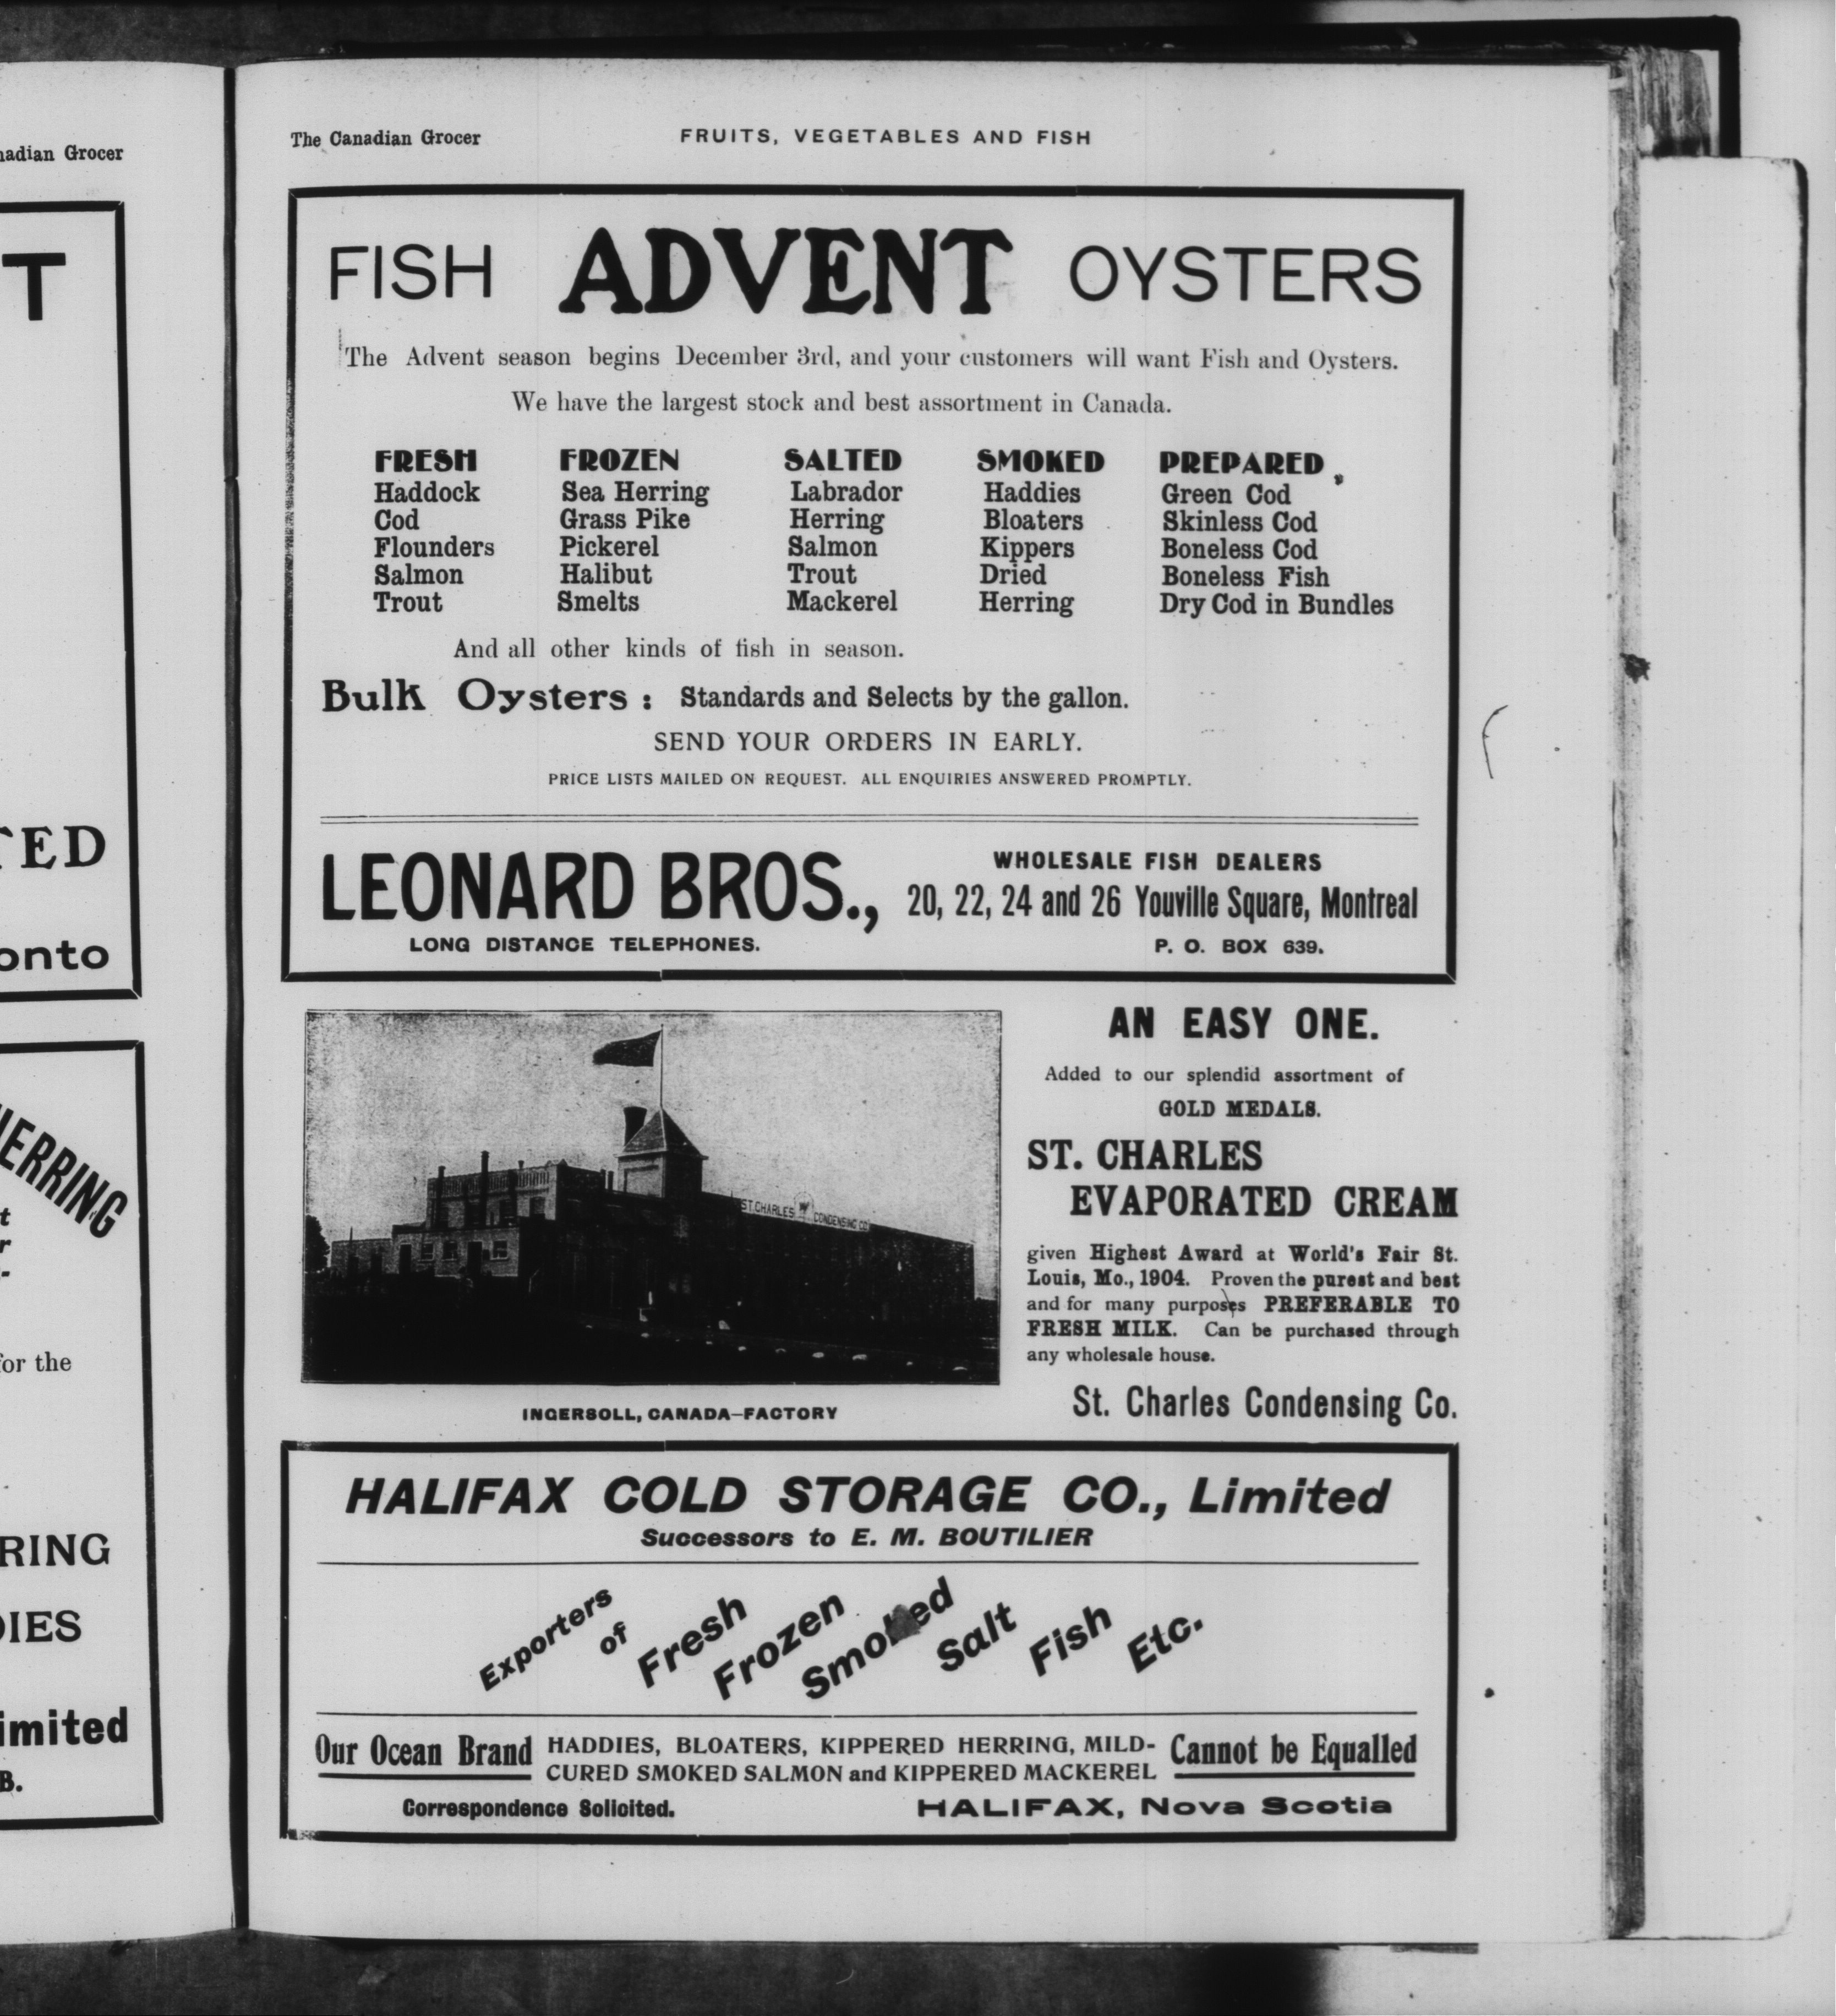 nadian Grocer
T
TED
onto
HERRING
t
r
-
for the
RING
DIES
imited
B.
The Canadian Grocer
FRUITS, VEGETABLES AND FISH
FISH ADVENT OYSTERS
The Advent season begins December 3rd, and your customers will want Fish and Oysters.
We have the largest stock and best assortment in Canada.
FRESH FROZEN SALTED SMOKED PREPARED
Haddock Sea Herring Labrador Haddies Green Cod
Cod Grass Pike Herring Bloaters Skinless Cod
Flounders Pickerel Salmon Kippers Boneless Cod
Salmon Halibut Trout Dried Boneless Fish
Trout Smelts Mackerel Herring Dry Cod in Bundles
And all other kinds of fish in season.
Bulk Oysters: Standards and Selects by the gallon.
SEND YOUR ORDERS IN EARLY.
PRICE LISTS MAILED ON REQUEST. ALL ENQUIRIES ANSWERED PROMPTLY.
LEONARD BROS.,
WHOLESALE FISH DEALERS
20, 22, 24 and 26 Youville Square, Montreal
LONG DISTANCE TELEPHONES.
P. O. BOX 639.
ST. CHARLES CONDENSING CO
INGERSOLL, CANADA—FACTORY
AN EASY ONE.
Added to our splendid assortment of
GOLD MEDALS.
ST. CHARLES
EVAPORATED CREAM
given Highest Award at World's Fair St.
Louis, Mo., 1904. Proven the purest and best
and for many purposes PREFERABLE TO
FRESH MILK. Can be purchased through
any wholesale house.
St. Charles Condensing Co.
HALIFAX COLD STORAGE CO., Limited
Successors to E. M. BOUTILIER
Exporters
of
Fresh
Frozen
Smoked
Salt
Fish
Etc.
Our Ocean Brand
HADDIES, BLOATERS, KIPPERED HERRING, MILD-
CURED SMOKED SALMON and KIPPERED MACKEREL
Cannot be Equalled
Correspondence Solicited.
HALIFAX, Nova Scotia